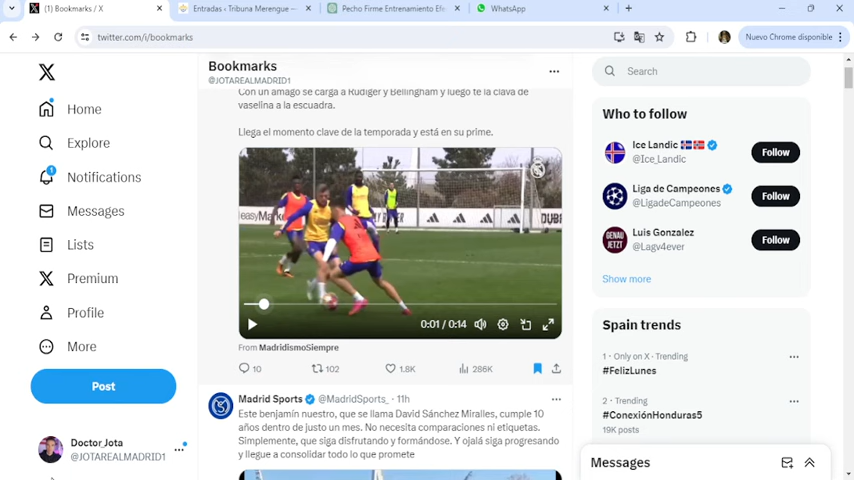 (1) Bookmarks / X
Entradas ‹ Tribuna Merengue —
Pecho Firme Entrenamiento Efe
WhatsApp
twitter.com/i/bookmarks
Nuevo Chrome disponible
Bookmarks
@JOTAREALMADRID1
Search
Home
Explore
1
Notifications
Messages
Lists
Premium
Profile
More
Post
Doctor_Jota
@JOTAREALMADRID1
Con un amago se carga a Rüdiger y Bellingham y luego te la clava de
vaselina a la escuadra.
Llega el momento clave de la temporada y está en su prime.
easyMarke
0:01 / 0:14
From MadridismoSiempre
10
102
1.8K
286K
Madrid Sports @MadridSports_ · 11h
Este benjamín nuestro, que se llama David Sánchez Miralles, cumple 10
años dentro de justo un mes. No necesita comparaciones ni etiquetas.
Simplemente, que siga disfrutando y formándose. Y ojalá siga progresando
y llegue a consolidar todo lo que promete
Who to follow
Ice Landic
@Ice_Landic
Follow
Liga de Campeones
@LigadeCampeones
Follow
GENAU
JETZT
Luis Gonzalez
@Lagv4ever
Follow
Show more
Spain trends
1 · Only on X · Trending
#FelizLunes
2 · Trending
#ConexiónHonduras5
19K posts
Messages